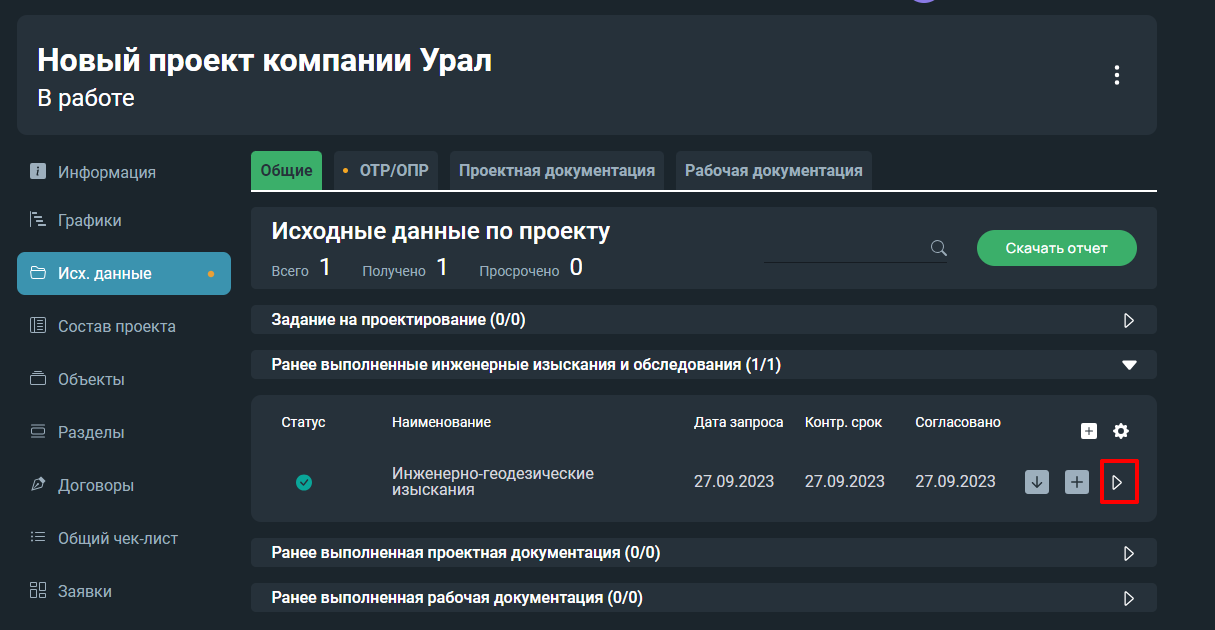 Новый проект компании Урал
В работе
Информация
Графики
Исх. данные
Состав проекта
Объекты
Разделы
Договоры
Общий чек-лист
Заявки
Общие ОТР/ОПР Проектная документация Рабочая документация
Исходные данные по проекту
Всего 1 Получено 1 Просрочено 0
Скачать отчет
Задание на проектирование (0/0)
Ранее выполненные инженерные изыскания и обследования (1/1)
Статус Наименование Дата запроса Контр. срок Согласовано
Инженерно-геодезические
изыскания
27.09.2023 27.09.2023 27.09.2023
Ранее выполненная проектная документация (0/0)
Ранее выполненная рабочая документация (0/0)